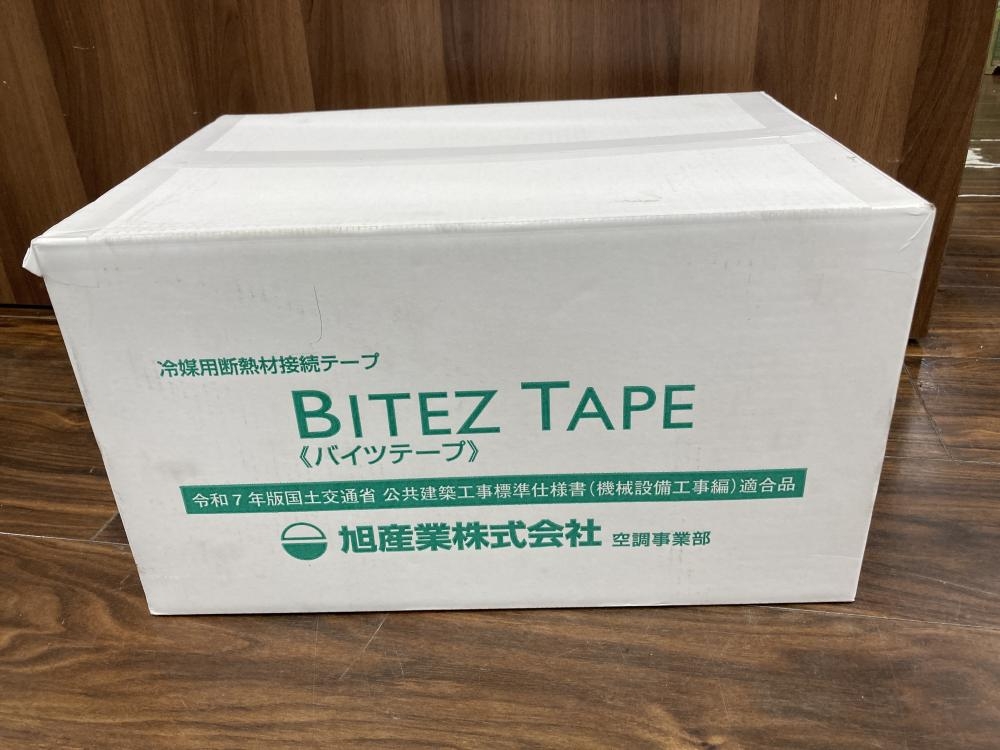 冷媒用断熱材接続テープ
BITEZ TAPE
《バイツテープ》
令和7年版国土交通省 公共建築工事標準仕様書(機械設備工事編)適合品
旭産業株式会社 空調事業部